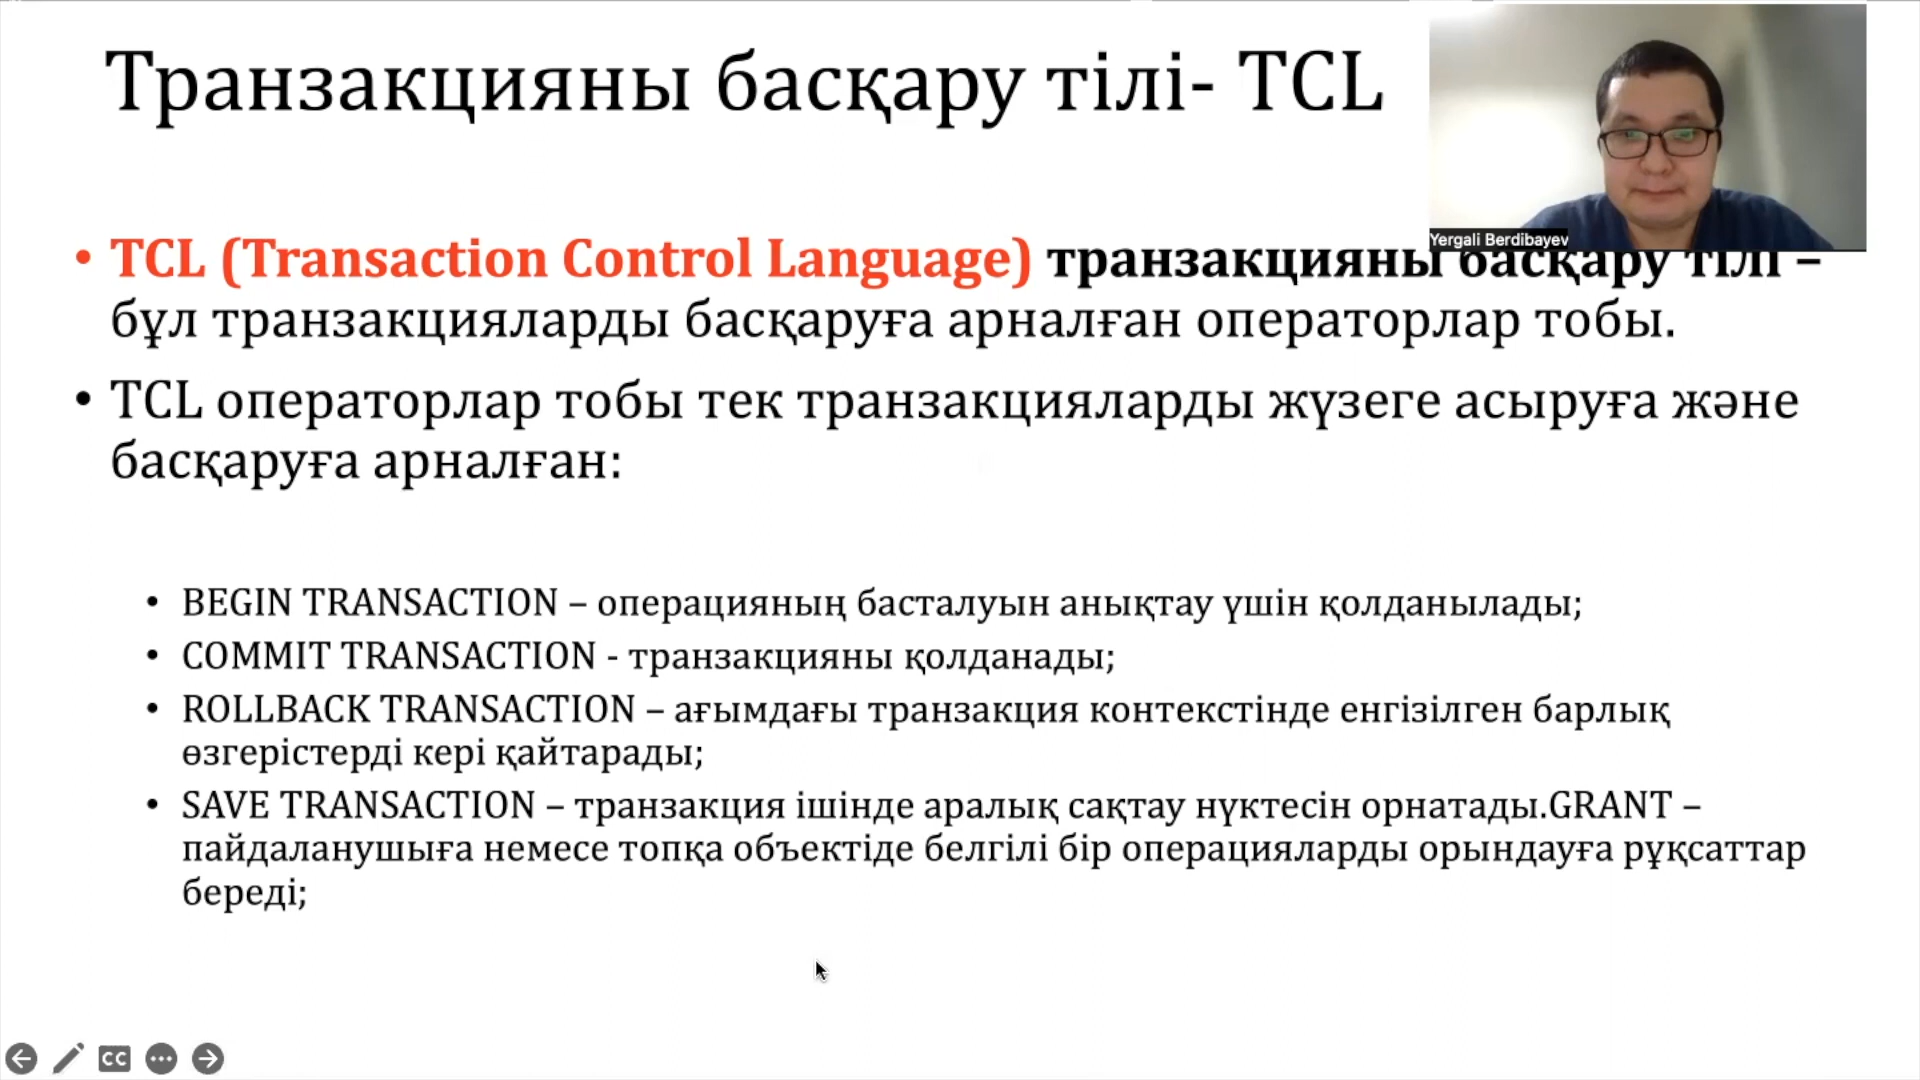 Транзакцияны басқару тілі- TCL
Yergali Berdibayev
• TCL (Transaction Control Language) транзакцияны басқару тілі –
бұл транзакцияларды басқаруға арналған операторлар тобы.
• TCL операторлар тобы тек транзакцияларды жүзеге асыруға және
басқаруға арналған:
• BEGIN TRANSACTION – операцияның басталуын анықтау үшін қолданылады;
• COMMIT TRANSACTION - транзакцияны қолданады;
• ROLLBACK TRANSACTION – ағымдағы транзакция контекстінде енгізілген барлық
өзгерістерді кері қайтарады;
• SAVE TRANSACTION – транзакция ішінде аралық сақтау нүктесін орнатады.GRANT –
пайдаланушыға немесе топқа объектіде белгілі бір операцияларды орындауға рұқсаттар
береді;
CC